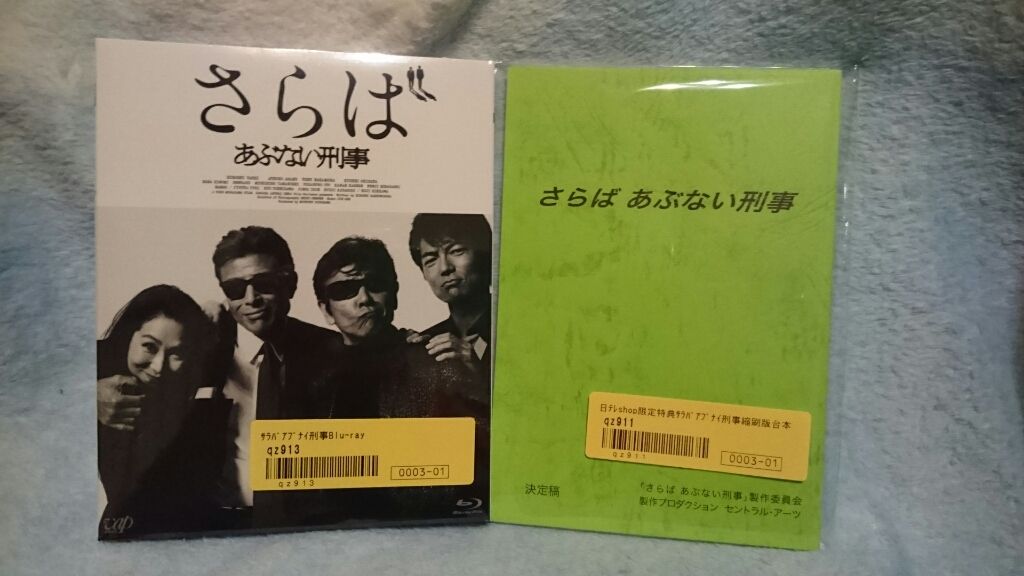 さらば
あぶない刑事
サラバアブナイ刑事Blu-ray
qz913
qz913
0003-01
vap
Blu-ray Disc
さらば あぶない刑事
日テレshop限定特典サラバアブナイ刑事縮刷版台本
qz911
qz911
0003-01
決定稿
「さらば あぶない刑事」製作委員会
製作プロダクション セントラル・アーツ